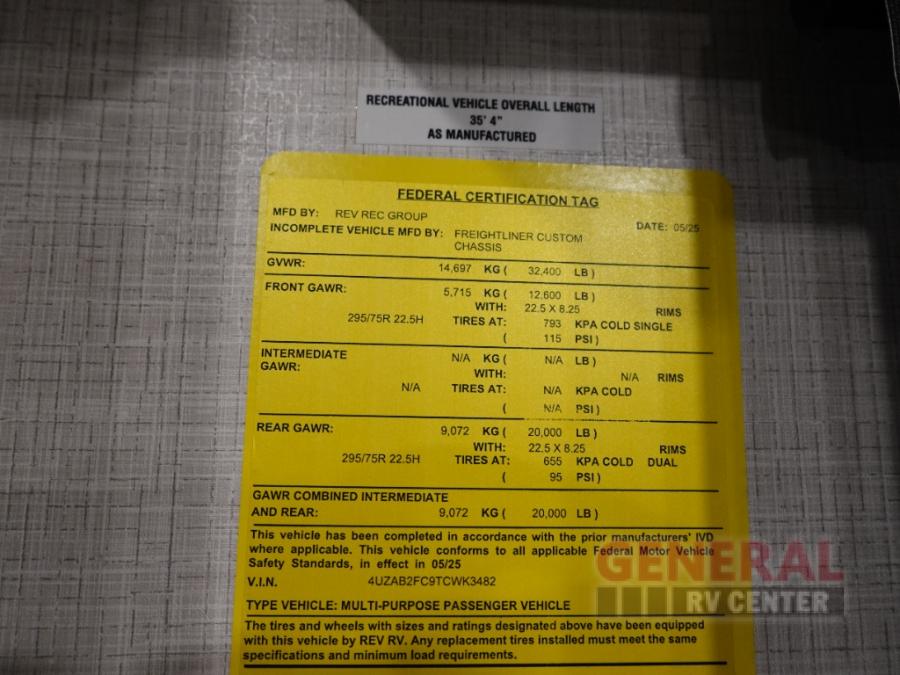 RECREATIONAL VEHICLE OVERALL LENGTH
35' 4"
AS MANUFACTURED
FEDERAL CERTIFICATION TAG
MFD BY: REV REC GROUP DATE: 05/25
INCOMPLETE VEHICLE MFD BY: FREIGHTLINER CUSTOM
CHASSIS
GVWR: 14,697 KG ( 32,400 LB )
FRONT GAWR: 5,715 KG ( 12,600 LB )
WITH: 22.5 X 8.25 RIMS
295/75R 22.5H TIRES AT: 793 KPA COLD SINGLE
( 115 PSI )
INTERMEDIATE N/A KG ( N/A LB )
GAWR: WITH: N/A RIMS
N/A TIRES AT: N/A KPA COLD
( N/A PSI )
REAR GAWR: 9,072 KG ( 20,000 LB )
WITH: 22.5 X 8.25 RIMS
295/75R 22.5H TIRES AT: 655 KPA COLD DUAL
( 95 PSI )
GAWR COMBINED INTERMEDIATE
AND REAR: 9,072 KG ( 20,000 LB )
This vehicle has been completed in accordance with the prior manufacturers' IVD
where applicable. This vehicle conforms to all applicable Federal Motor Vehicle
Safety Standards, in effect in 05/25
V.I.N. 4UZAB2FC9TCWK3482
TYPE VEHICLE: MULTI-PURPOSE PASSENGER VEHICLE
The tires and wheels with sizes and ratings designated above have been equipped
with this vehicle by REV RV. Any replacement tires installed must meet the same
specifications and minimum load requirements.
GENERAL
RV CENTER